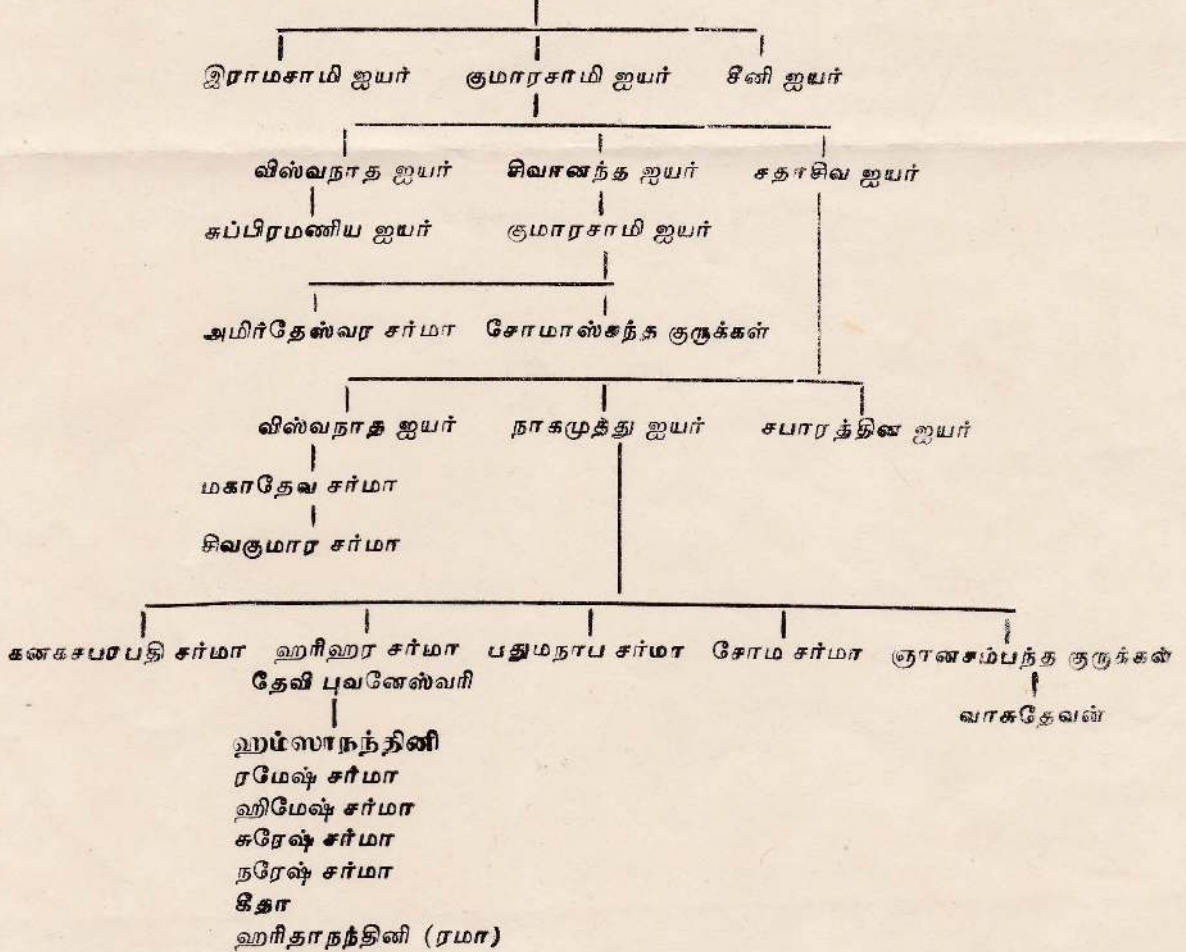 இராமசாமி ஐயர் குமாரசாமி ஐயர் சீனி ஐயர்
விஸ்வநாத ஐயர் சிவானந்த ஐயர் சதாசிவ ஐயர்
சுப்பிரமணிய ஐயர் குமாரசாமி ஐயர்
அமிர்தேஸ்வர சர்மா சோமாஸ்கந்த குருக்கள்
விஸ்வநாத ஐயர் நாகமுத்து ஐயர் சபாரத்தின ஐயர்
மகாதேவ சர்மா
சிவகுமார சர்மா
கனகசபாபதி சர்மா ஹரிஹர சர்மா பதுமநாப சர்மா சோம சர்மா ஞானசம்பந்த குருக்கள்
தேவி புவனேஸ்வரி
வாசுதேவன்
ஹம்ஸாநந்தினி
ரமேஷ் சர்மா
ஹிமேஷ் சர்மா
சுரேஷ் சர்மா
நரேஷ் சர்மா
கீதா
ஹரிதாநந்தினி (ரமா)